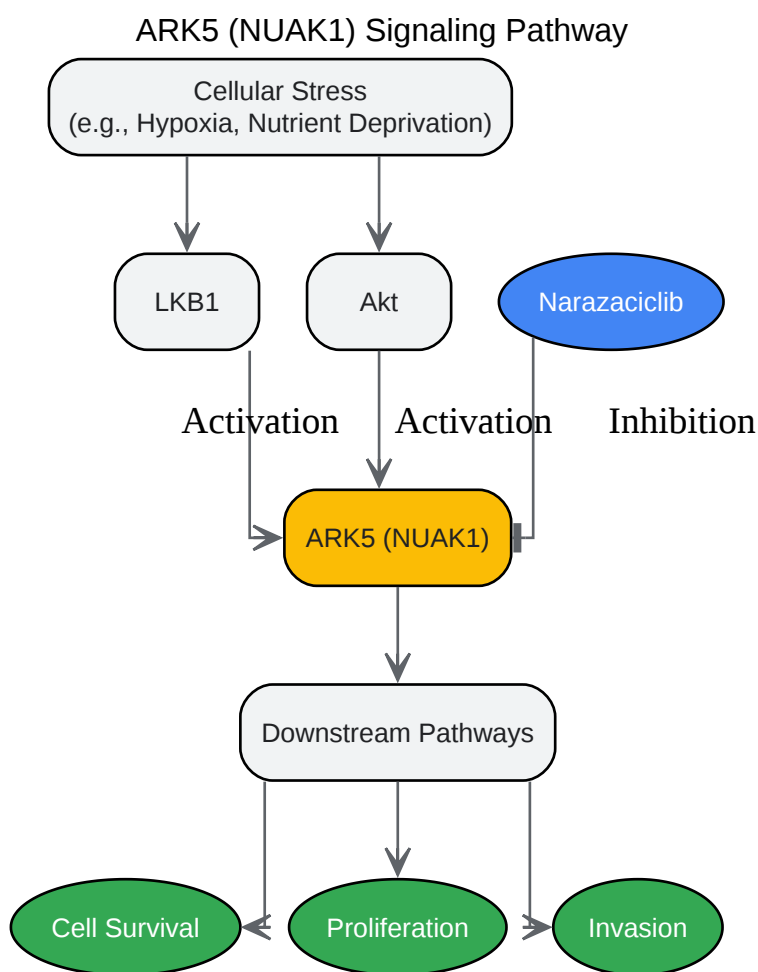 ARK5 (NUAK1) Signaling Pathway
Cellular Stress
(e.g., Hypoxia, Nutrient Deprivation)
LKB1
Akt
Narazaciclib
Activation
Activation
Inhibition
ARK5 (NUAK1)
Downstream Pathways
Cell Survival
Proliferation
Invasion